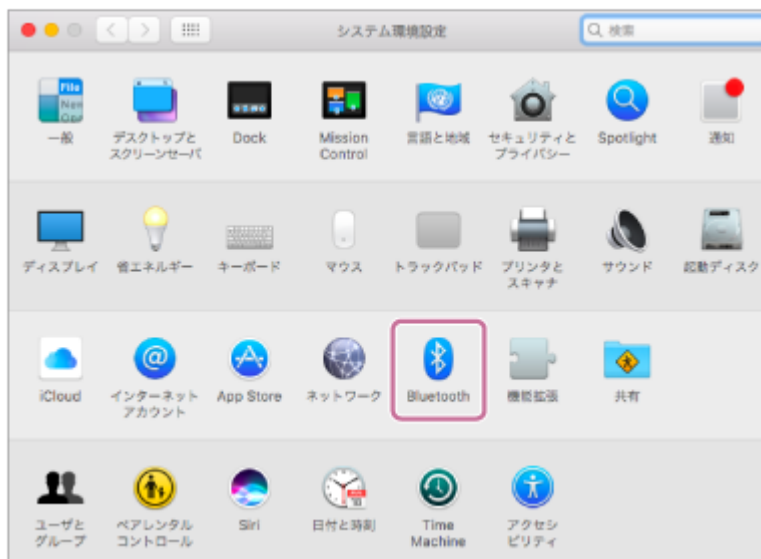 システム環境設定
検索
File
New
一般
デスクトップと
スクリーンセーバ
Dock
Mission
Control
言語と地域
セキュリティと
プライバシー
Spotlight
通知
ディスプレイ
省エネルギー
キーボード
マウス
トラックパッド
プリンタと
スキャナ
サウンド
起動ディスク
iCloud
インターネット
アカウント
App Store
ネットワーク
Bluetooth
機能拡張
共有
ユーザと
グループ
ペアレンタル
コントロール
Siri
日付と時刻
Time
Machine
アクセシ
ビリティ